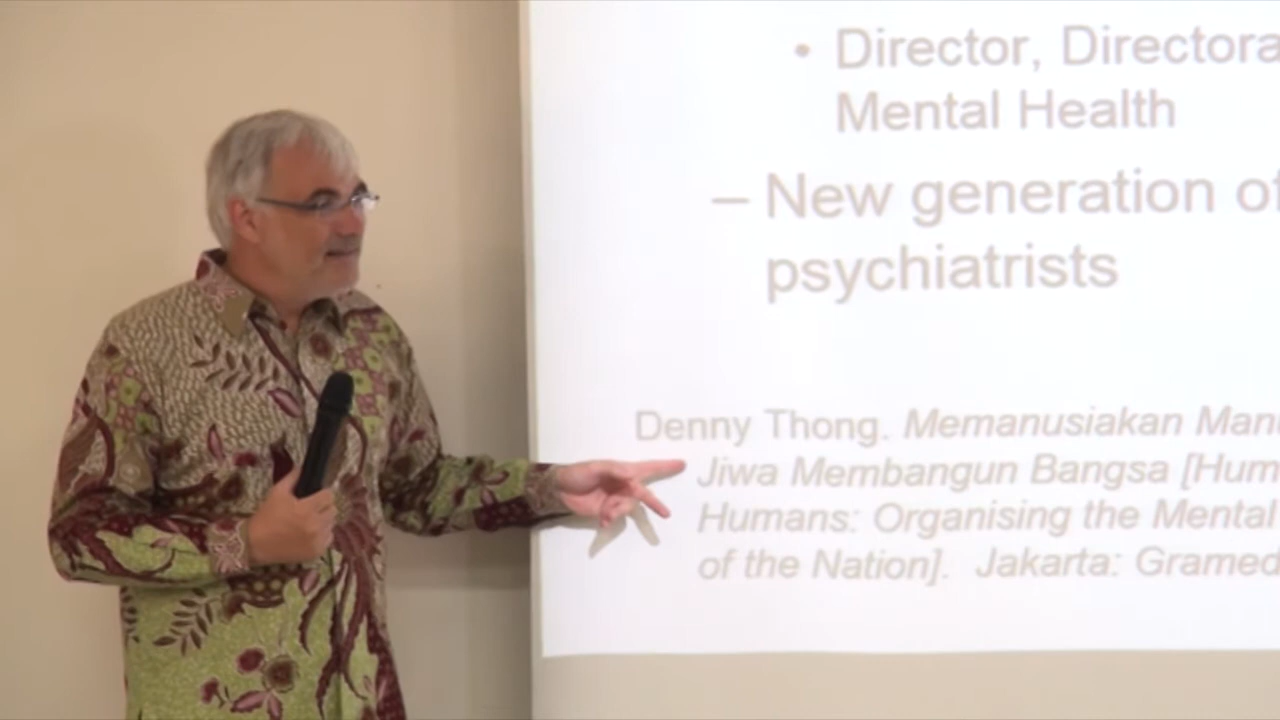 • Director, Directora
Mental Health
– New generation of
psychiatrists
Denny Thong. Memanusiakan Manu
Jiwa Membangun Bangsa [Hum
Humans: Organising the Mental
of the Nation]. Jakarta: Gramed